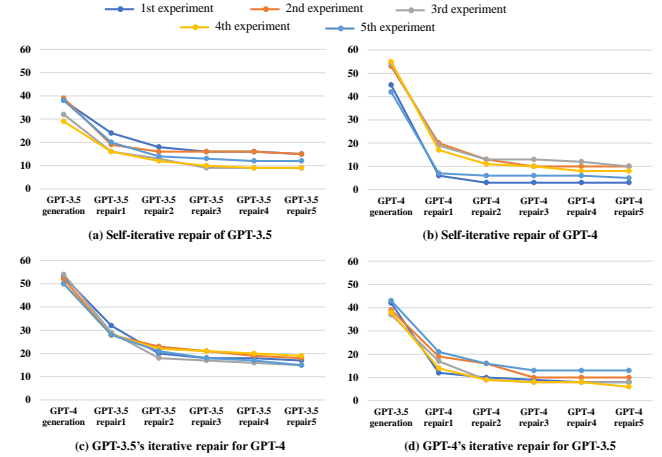 1st experiment 2nd experiment 3rd experiment
4th experiment 5th experiment
60 60
50 50
40 40
30 30
20 20
10 10
0 0
GPT-3.5 GPT-3.5 GPT-3.5 GPT-3.5 GPT-3.5 GPT-3.5 GPT-4 GPT-4 GPT-4 GPT-4 GPT-4 GPT-4
generation repair1 repair2 repair3 repair4 repair5 generation repair1 repair2 repair3 repair4 repair5
(a) Self-iterative repair of GPT-3.5 (b) Self-iterative repair of GPT-4
60 60
50 50
40 40
30 30
20 20
10 10
0 0
GPT-4 GPT-3.5 GPT-3.5 GPT-3.5 GPT-3.5 GPT-3.5 GPT-3.5 GPT-4 GPT-4 GPT-4 GPT-4 GPT-4
generation repair1 repair2 repair3 repair4 repair5 generation repair1 repair2 repair3 repair4 repair5
(c) GPT-3.5's iterative repair for GPT-4 (d) GPT-4's iterative repair for GPT-3.5